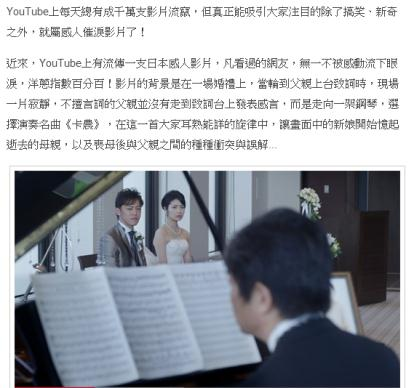 YouTube上每天總有成千萬支影片流竄，但真正能吸引大家注目的除了搞笑、新奇
之外，就屬感人催淚影片了！
近來，YouTube上有流傳一支日本感人影片，凡看過的網友，無一不被感動流下眼
淚，洋蔥指數百分百！影片的背景是在一場婚禮上，當輪到父親上台致詞時，現場
一片寂靜，不擅言詞的父親並沒有走到致詞台上發表感言，而是走向一架鋼琴，選
擇演奏名曲《卡農》，在這一首大家耳熟能詳的旋律中，讓畫面中的新娘開始憶起
逝去的母親，以及喪母後與父親之間的種種衝突與誤解...